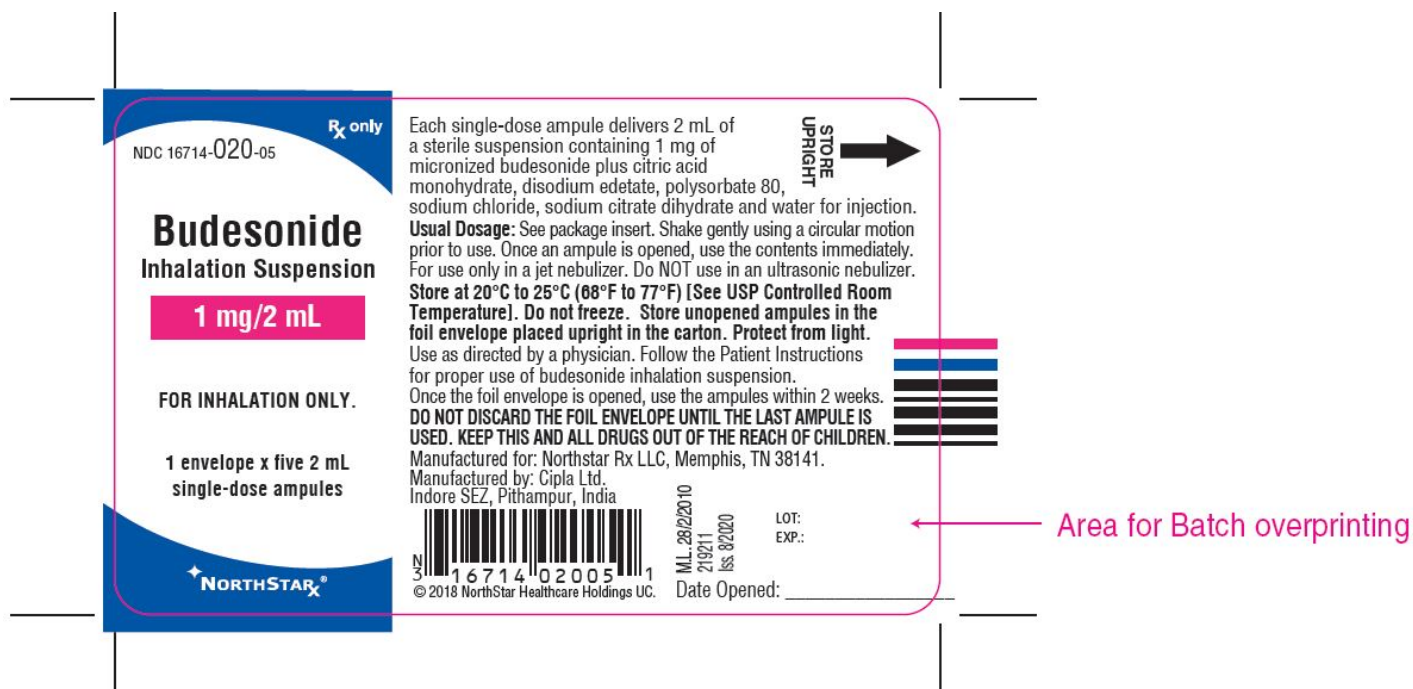 Rx only
NDC 16714-020-05
Budesonide
Inhalation Suspension
1 mg/2 mL
FOR INHALATION ONLY.
1 envelope x five 2 mL
single-dose ampules
NORTHSTARx®
Each single-dose ampule delivers 2 mL of
a sterile suspension containing 1 mg of
micronized budesonide plus citric acid
monohydrate, disodium edetate, polysorbate 80,
sodium chloride, sodium citrate dihydrate and water for injection.
Usual Dosage: See package insert. Shake gently using a circular motion
prior to use. Once an ampule is opened, use the contents immediately.
For use only in a jet nebulizer. Do NOT use in an ultrasonic nebulizer.
Store at 20°C to 25°C (68°F to 77°F) [See USP Controlled Room
Temperature]. Do not freeze. Store unopened ampules in the
foil envelope placed upright in the carton. Protect from light.
Use as directed by a physician. Follow the Patient Instructions
for proper use of budesonide inhalation suspension.
Once the foil envelope is opened, use the ampules within 2 weeks.
DO NOT DISCARD THE FOIL ENVELOPE UNTIL THE LAST AMPULE IS
USED. KEEP THIS AND ALL DRUGS OUT OF THE REACH OF CHILDREN.
Manufactured for: Northstar Rx LLC, Memphis, TN 38141.
Manufactured by: Cipla Ltd.
Indore SEZ, Pithampur, India
N
3 16714 02005 1
© 2018 NorthStar Healthcare Holdings UC.
STORE
UPRIGHT
M.L. 28/2/2010
219211
Iss. 8/2020
LOT:
EXP.:
Date Opened: _________________
Area for Batch overprinting